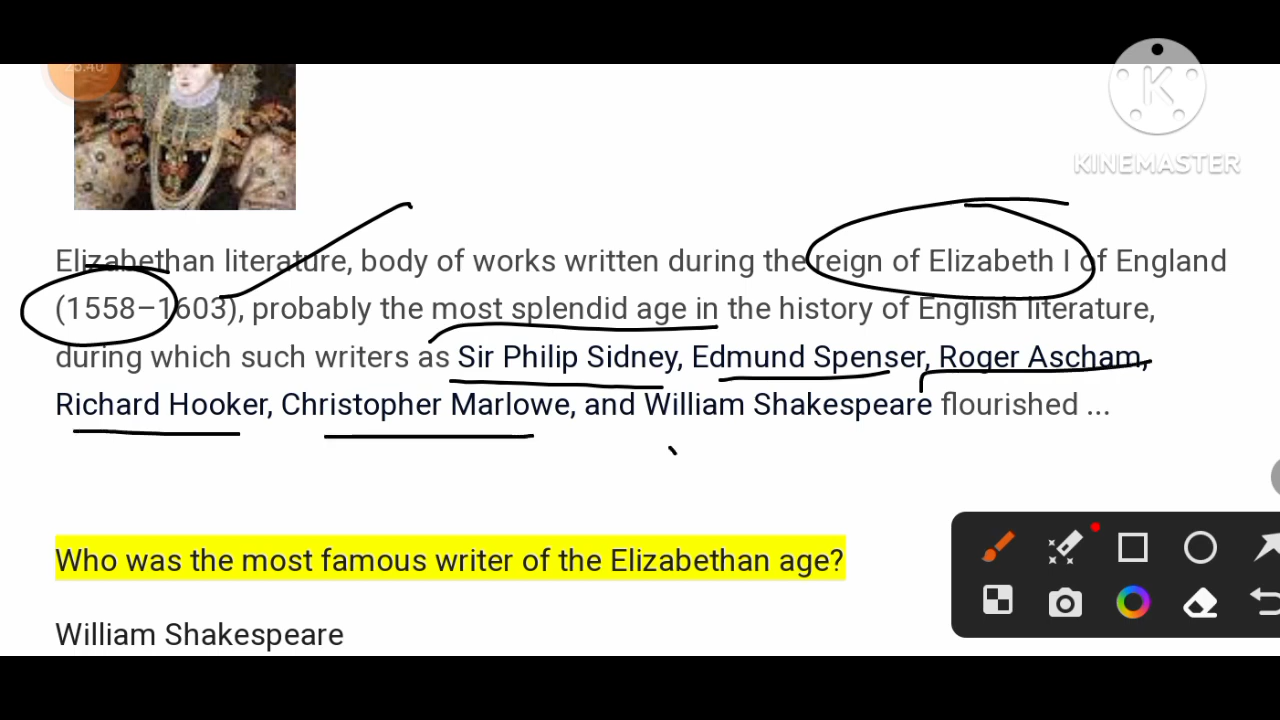 25:40
KINEMASTER
Elizabethan literature, body of works written during the reign of Elizabeth I of England
(1558–1603), probably the most splendid age in the history of English literature,
during which such writers as Sir Philip Sidney, Edmund Spenser, Roger Ascham,
Richard Hooker, Christopher Marlowe, and William Shakespeare flourished ...
Who was the most famous writer of the Elizabethan age?
William Shakespeare